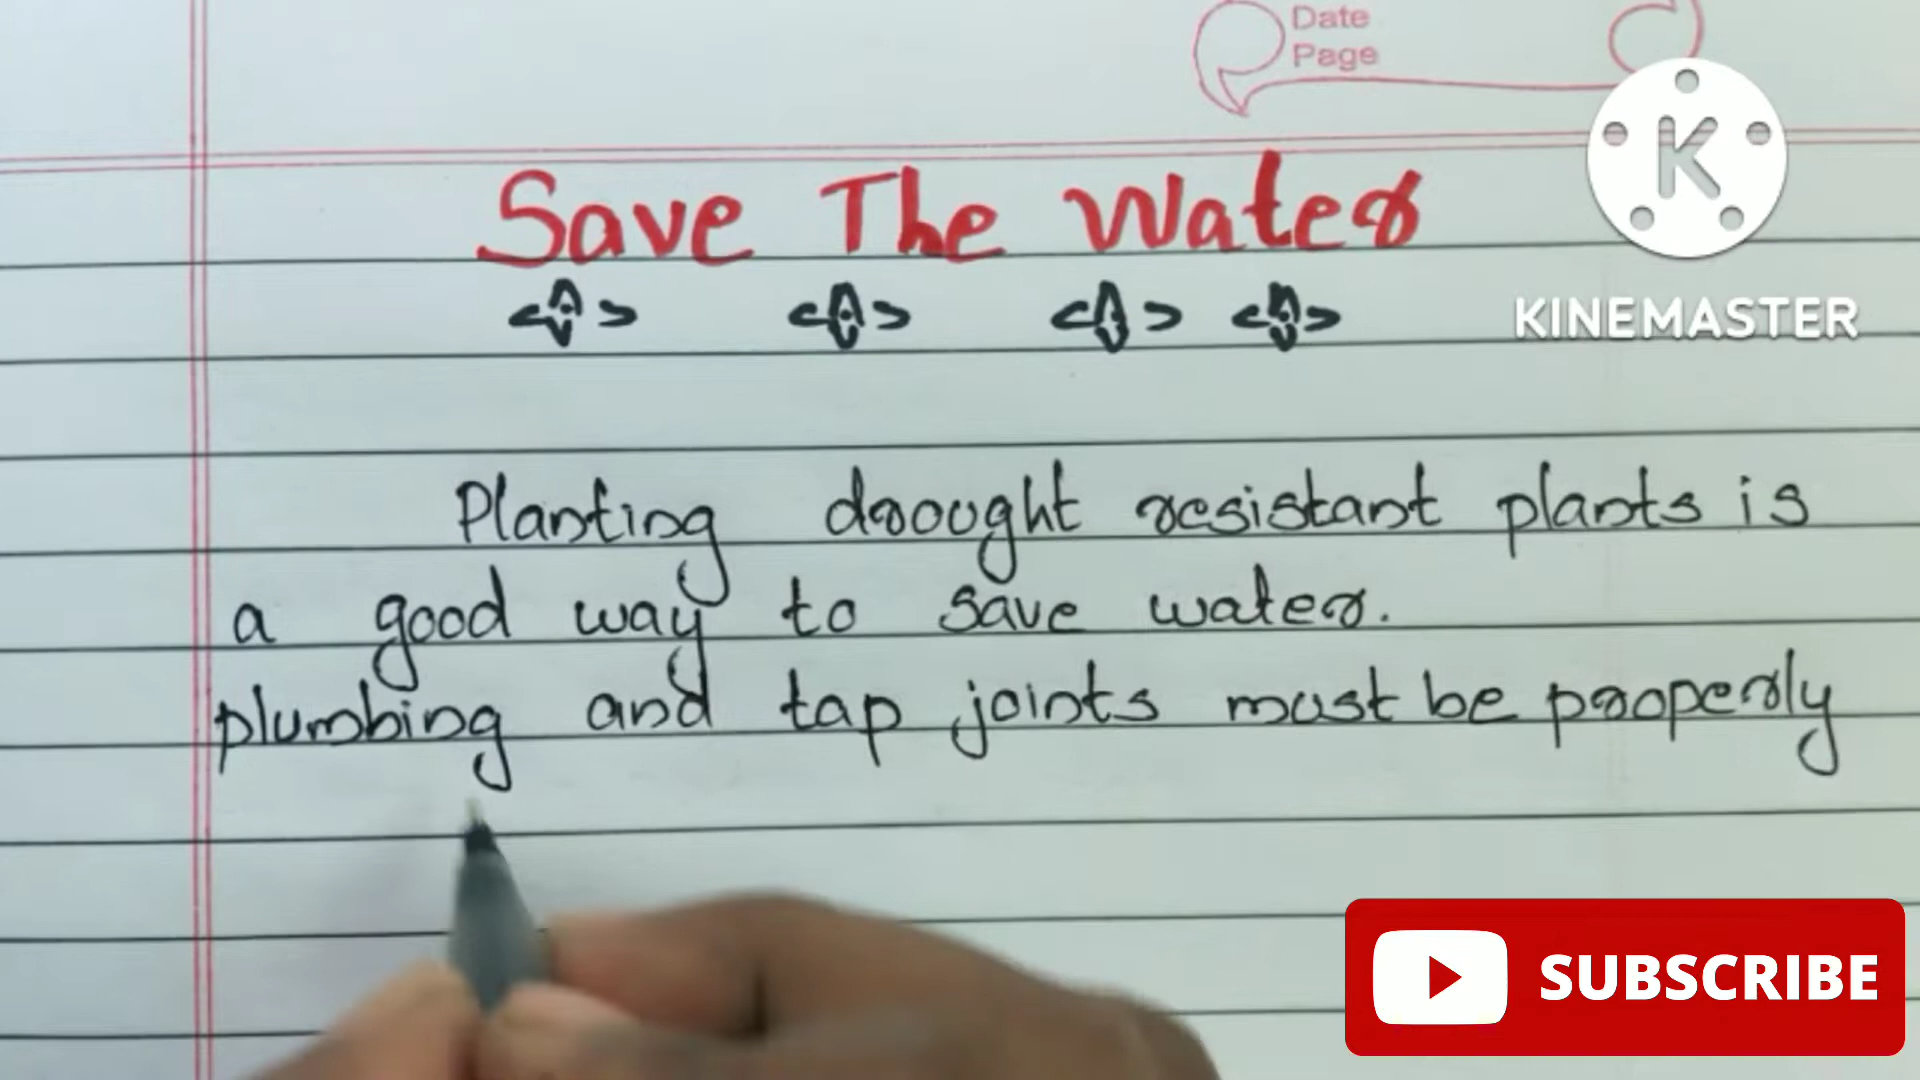 Date
Page
Save The Water
KINEMASTER
Planting drought resistant plants is
a good way to save water.
plumbing and tap joints must be properly
SUBSCRIBE